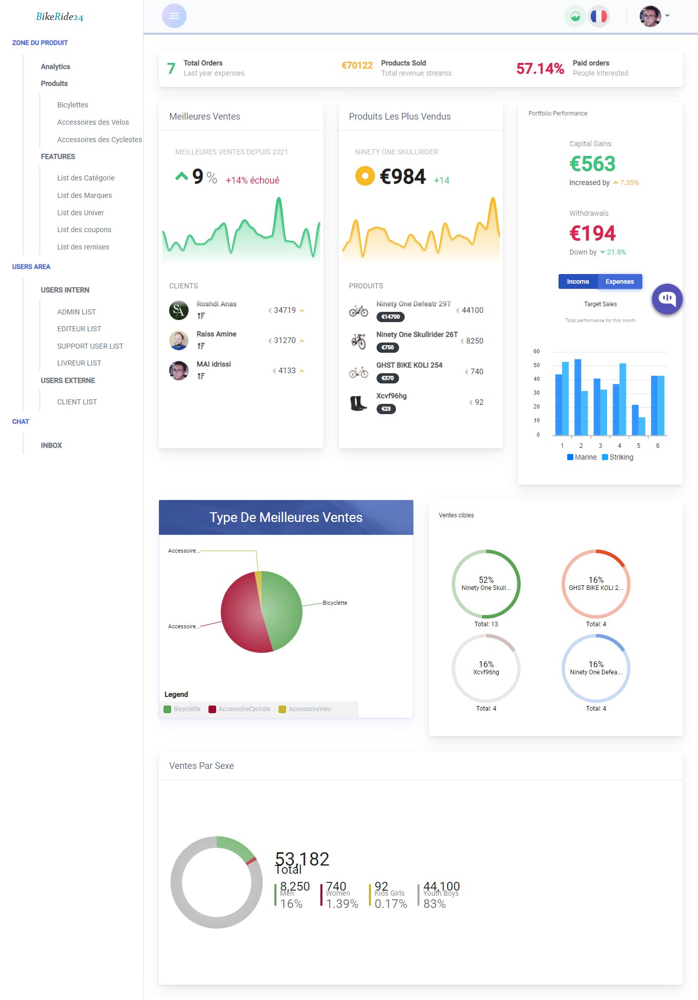 BikeRide24
ZONE DU PRODUIT
Analytics
Produits
Bicylettes
Accessoires des Velos
Accessoires des Cyclestes
FEATURES
List des Catégorie
List des Marques
List des Univer
List des coupons
List des remises
USERS AREA
USERS INTERN
ADMIN LIST
EDITEUR LIST
SUPPORT USER LIST
LIVREUR LIST
USERS EXTERNE
CLIENT LIST
CHAT
INBOX
7 Total Orders
Last year expenses
€70122 Products Sold
Total revenue streams
57.14% Paid orders
People Interested
Meilleures Ventes
MEILLEURES VENTES DEPUIS 2021
9 % +14% échoué
CLIENTS
Roshdi Anas
€ 34719
Raiss Amine
€ 31270
MAI idrissi
€ 4133
Produits Les Plus Vendus
NINETY ONE SKULLRIDER
€984 +14
PRODUITS
Ninety One Defeatr 29T
€ 44100
€14700
Ninety One Skullrider 26T
€ 8250
€750
GHST BIKE KOLI 254
€ 740
€370
Xcvf96hg
€ 92
€23
Portfolio Performance
Capital Gains
€563
Increased by 7.35%
Withdrawals
€194
Down by 21.8%
Income Expenses
Target Sales
Total performance for this month
60
50
40
30
20
10
0
1 2 3 4 5 6
Marine Striking
Type De Meilleures Ventes
Accessoire...
Bicyclette
Accessoire...
Legend
Bicyclette AccessoireCycliste AccessoireVelo
Ventes cibles
52%
Ninety One Skull...
Total: 13
16%
GHST BIKE KOLI 2...
Total: 4
16%
Xcvf96hg
Total: 4
16%
Ninety One Defea...
Total: 4
Ventes Par Sexe
53,182
Total
8,250
Men
16%
740
Women
1.39%
92
Kids Girls
0.17%
44,100
Youth Boys
83%
SA